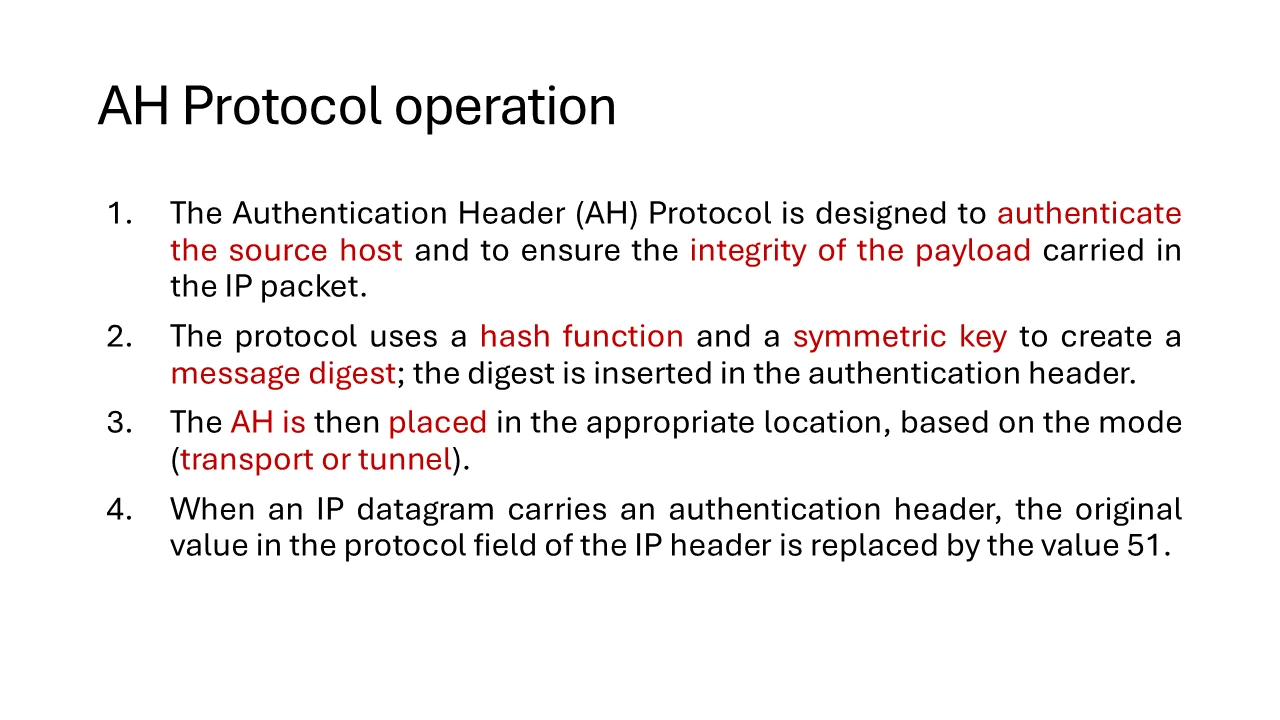 AH Protocol operation
1. The Authentication Header (AH) Protocol is designed to authenticate
the source host and to ensure the integrity of the payload carried in
the IP packet.
2. The protocol uses a hash function and a symmetric key to create a
message digest; the digest is inserted in the authentication header.
3. The AH is then placed in the appropriate location, based on the mode
(transport or tunnel).
4. When an IP datagram carries an authentication header, the original
value in the protocol field of the IP header is replaced by the value 51.